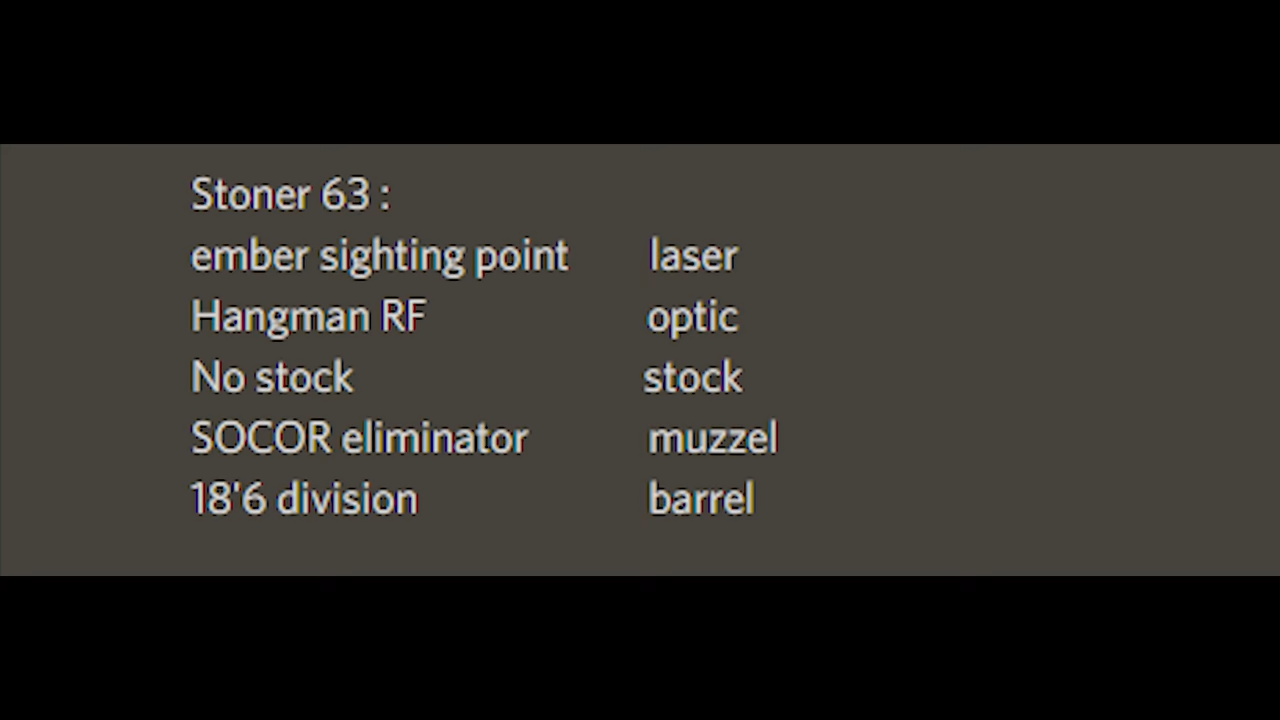 Stoner 63 :
ember sighting point laser
Hangman RF optic
No stock stock
SOCOR eliminator muzzel
18'6 division barrel